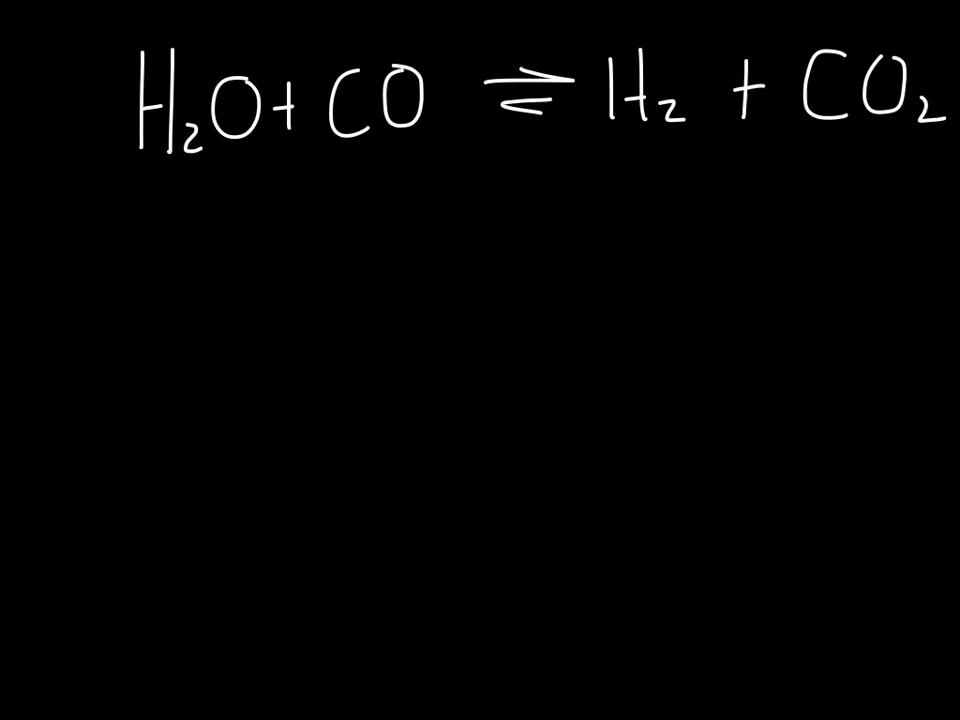 H₂O + CO ⇌ H₂ + CO₂